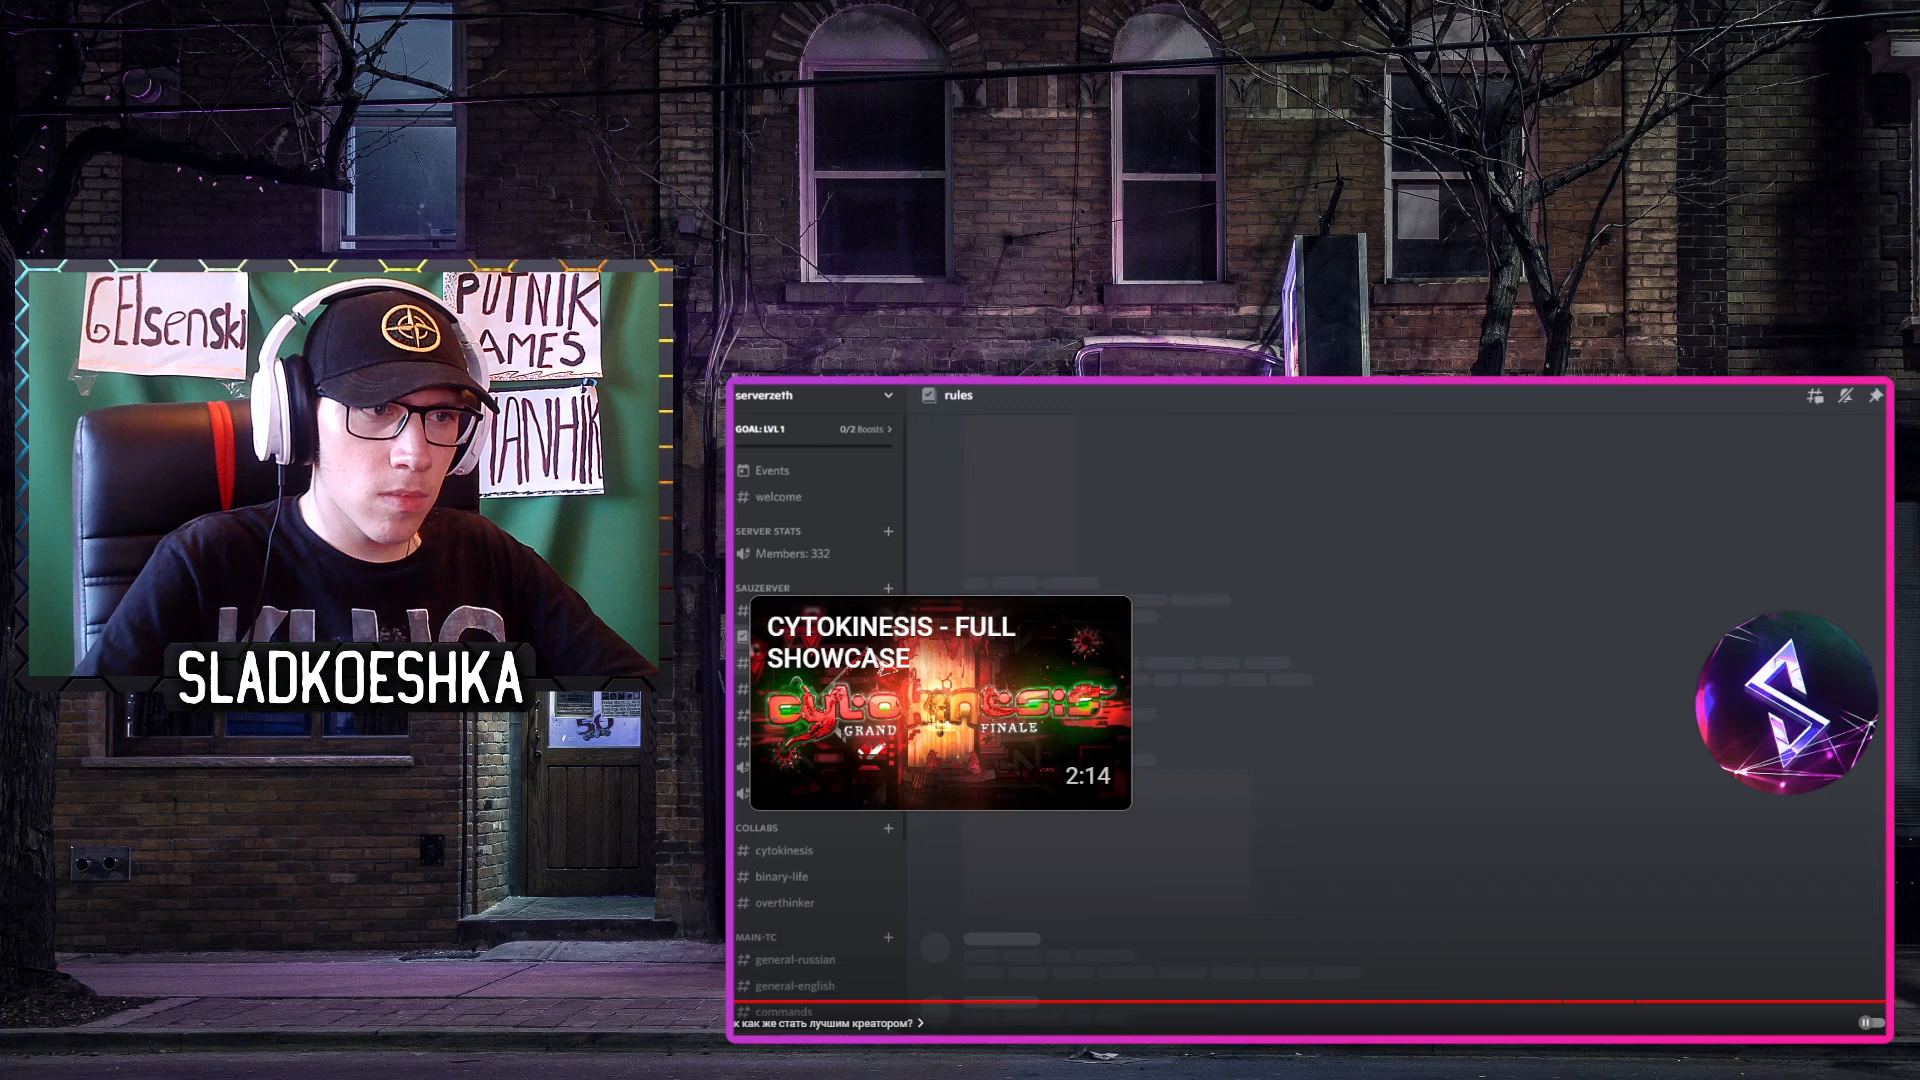 GElsenski
PUTNIK
AMES
TANHIK
SLADKOESHKA
serverzeth
rules
GOAL: LVL 1
0/2 Boosts
Events
welcome
SERVER STATS
Members: 332
SAUZERVER
CYTOKINESIS - FULL
SHOWCASE
cytokinesis
GRAND FINALE
2:14
COLLABS
cytokinesis
binary-life
overthinker
MAIN-TC
general-russian
general-english
commands
к как же стать лучшим креатором?